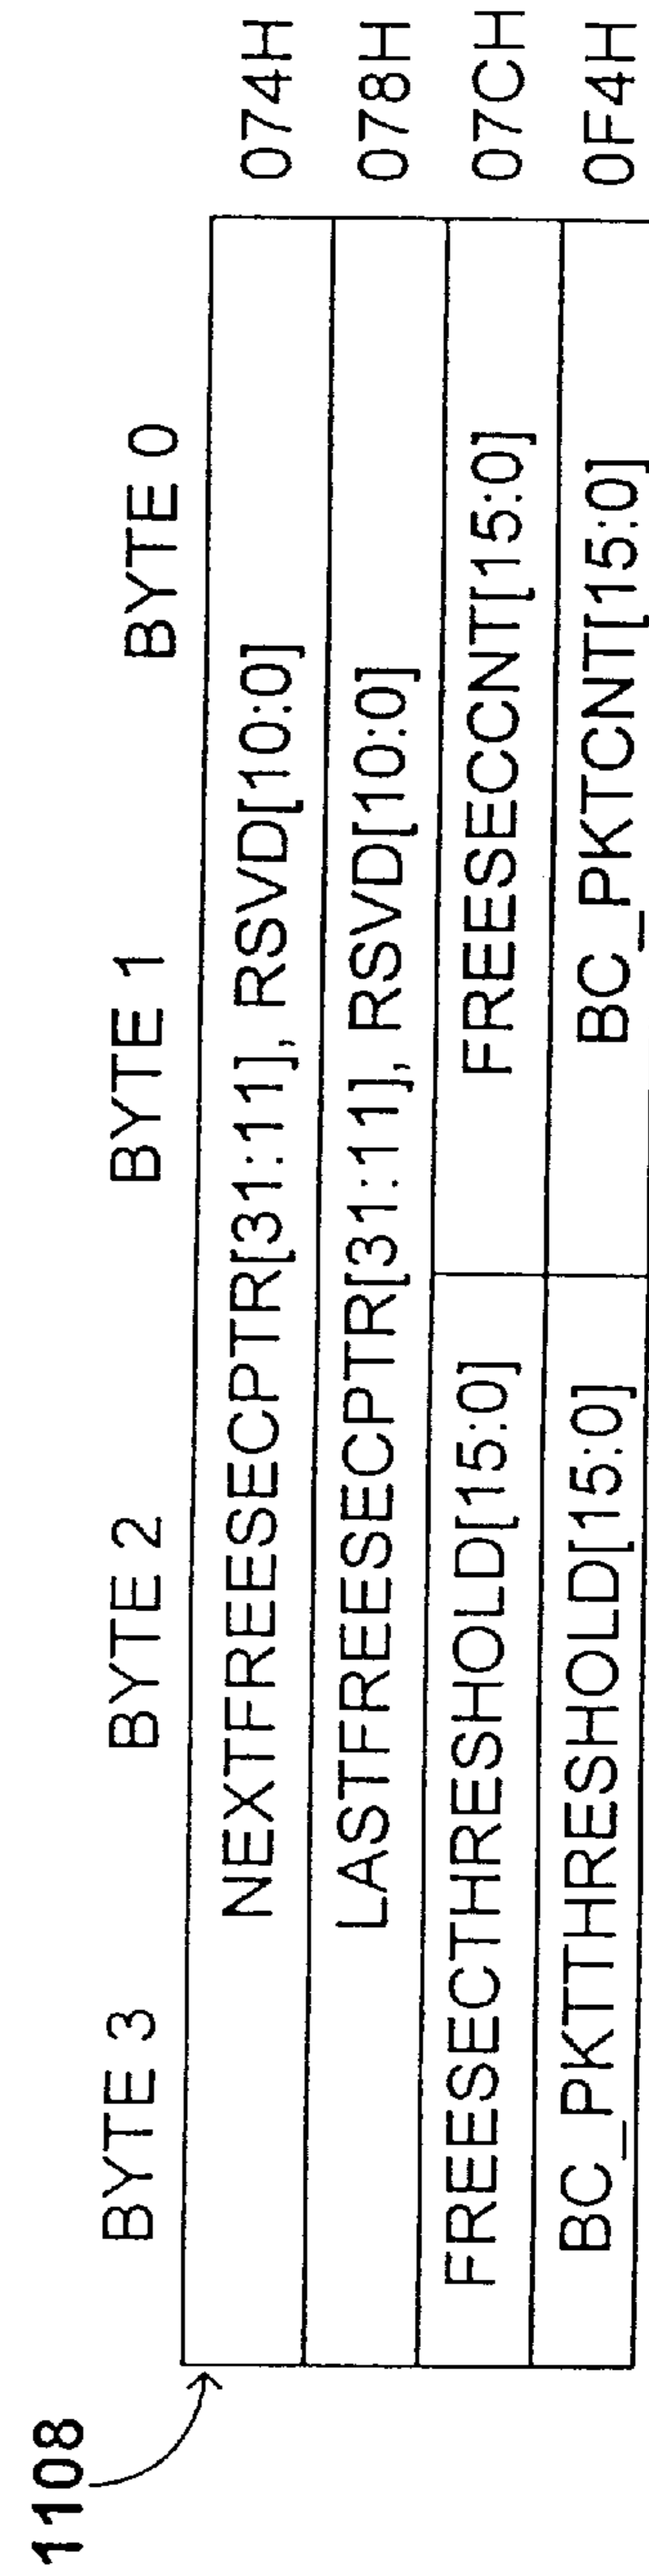 1108
BYTE 3 BYTE 2 BYTE 1 BYTE 0
NEXTFREESECPTR[31:11], RSVD[10:0] 074H
LASTFREESECPTR[31:11], RSVD[10:0] 078H
FREESECTHRESHOLD[15:0] FREESECCNT[15:0] 07CH
BC_PKTTHRESHOLD[15:0] BC_PKTCNT[15:0] 0F4H